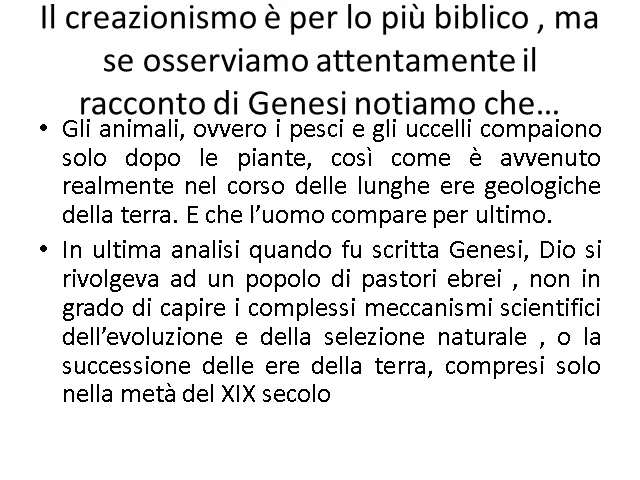 Il creazionismo è per lo più biblico , ma
se osserviamo attentamente il
racconto di Genesi notiamo che…
• Gli animali, ovvero i pesci e gli uccelli compaiono
solo dopo le piante, così come è avvenuto
realmente nel corso delle lunghe ere geologiche
della terra. E che l’uomo compare per ultimo.
• In ultima analisi quando fu scritta Genesi, Dio si
rivolgeva ad un popolo di pastori ebrei , non in
grado di capire i complessi meccanismi scientifici
dell’evoluzione e della selezione naturale , o la
successione delle ere della terra, compresi solo
nella metà del XIX secolo